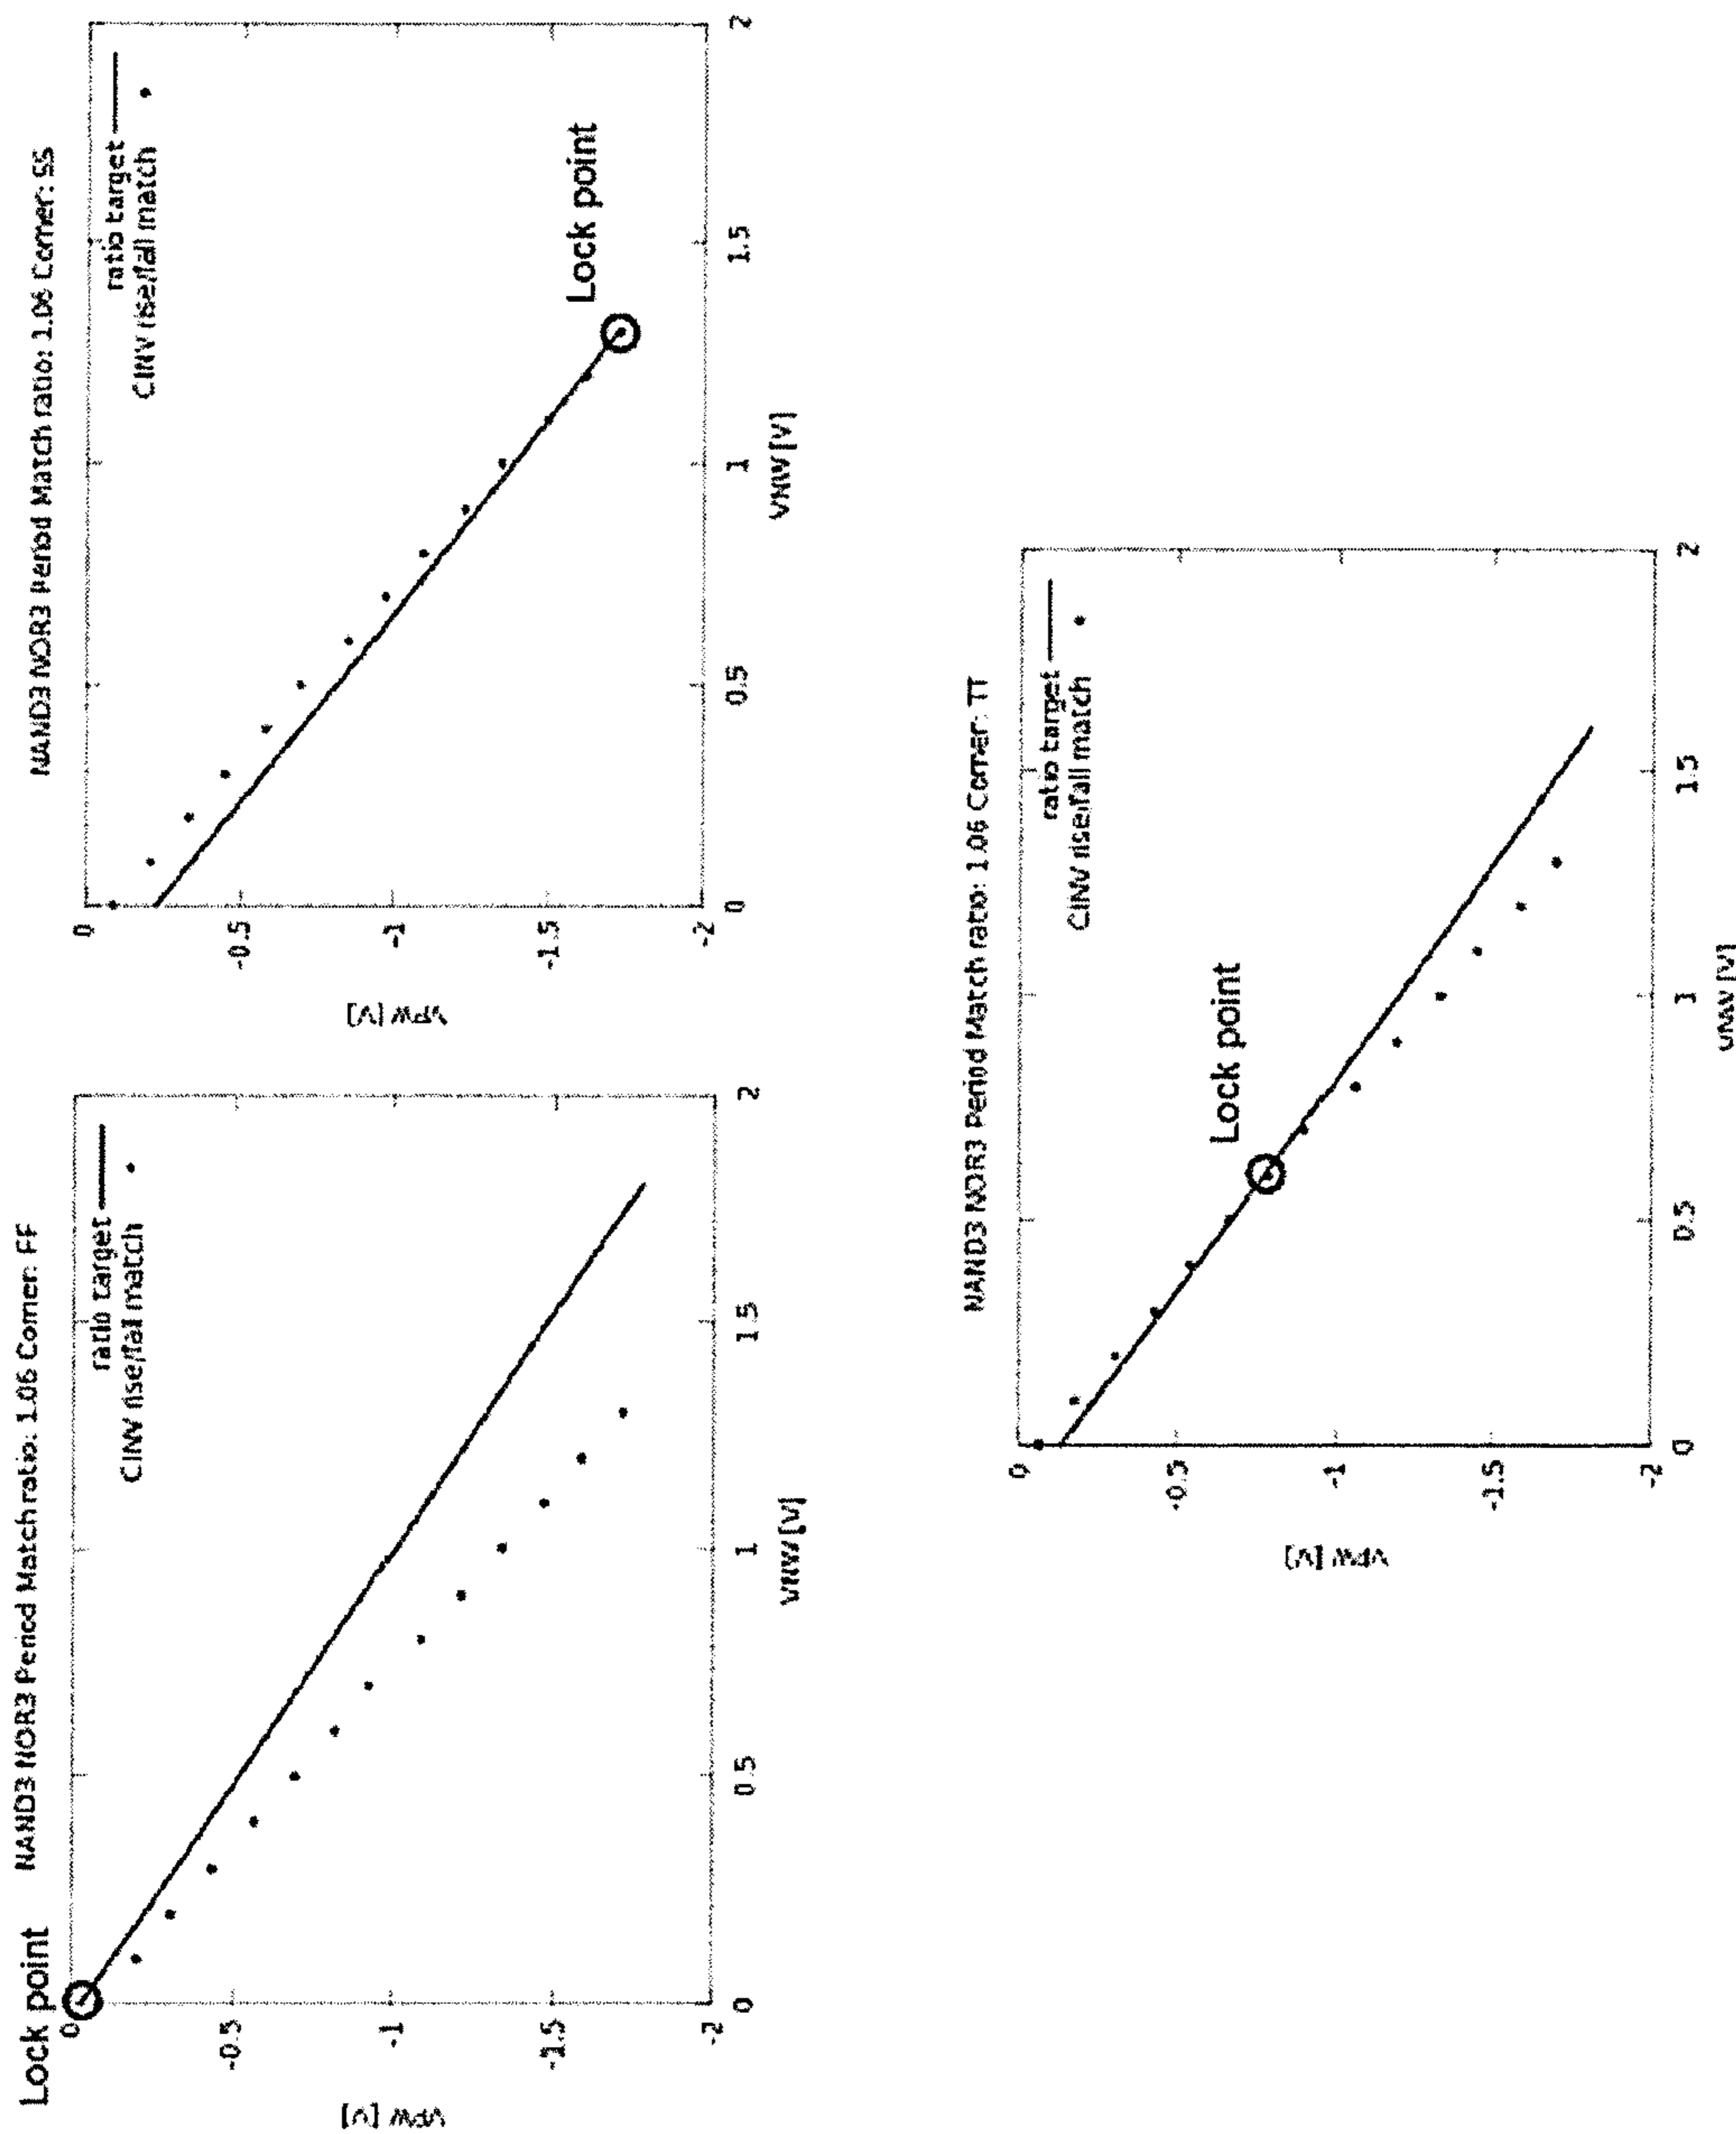 Lock point
NAND3 NOR3 Period Match ratio: 1.06 Corner: FF
ratio target
CINV rise/fall match
0
-0.5
-1
-1.5
-2
VPW [V]
0
0.5
1
1.5
2
VNW [V]
NAND3 NOR3 Period Match ratio: 1.06 Corner: SS
ratio target
CINV rise/fall match
Lock point
0
-0.5
-1
-1.5
-2
VPW [V]
0
0.5
1
1.5
2
VNW [V]
NAND3 NOR3 Period Match ratio: 1.06 Corner: TT
ratio target
CINV rise/fall match
Lock point
0
-0.5
-1
-1.5
-2
VPW [V]
0
0.5
1
1.5
2
VNW [V]